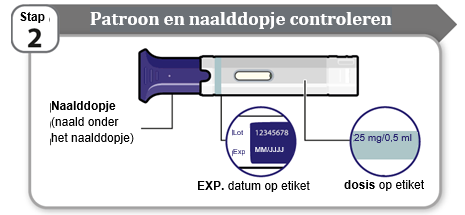 Stap
2
Patroon en naalddopje controleren
Naalddopje
(naald onder
het naalddopje)
Lot 12345678
Exp MM/JJJJ
25 mg/0,5 ml
EXP. datum op etiket
dosis op etiket